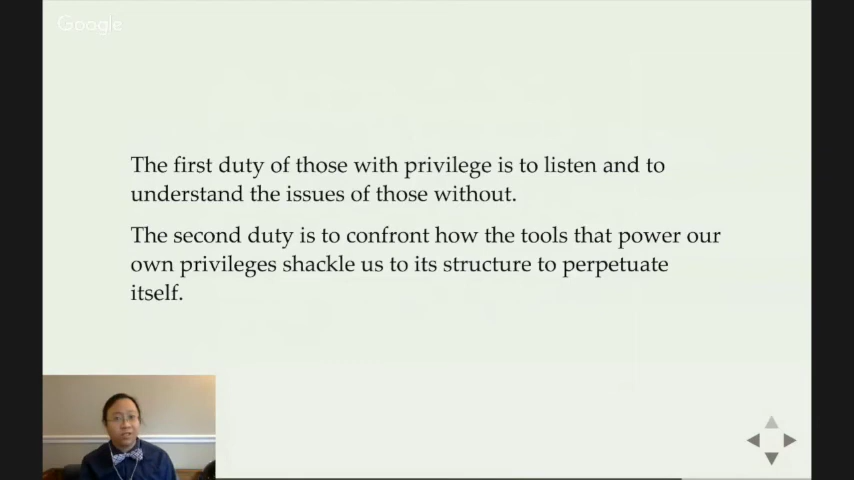 Google
The first duty of those with privilege is to listen and to
understand the issues of those without.
The second duty is to confront how the tools that power our
own privileges shackle us to its structure to perpetuate
itself.